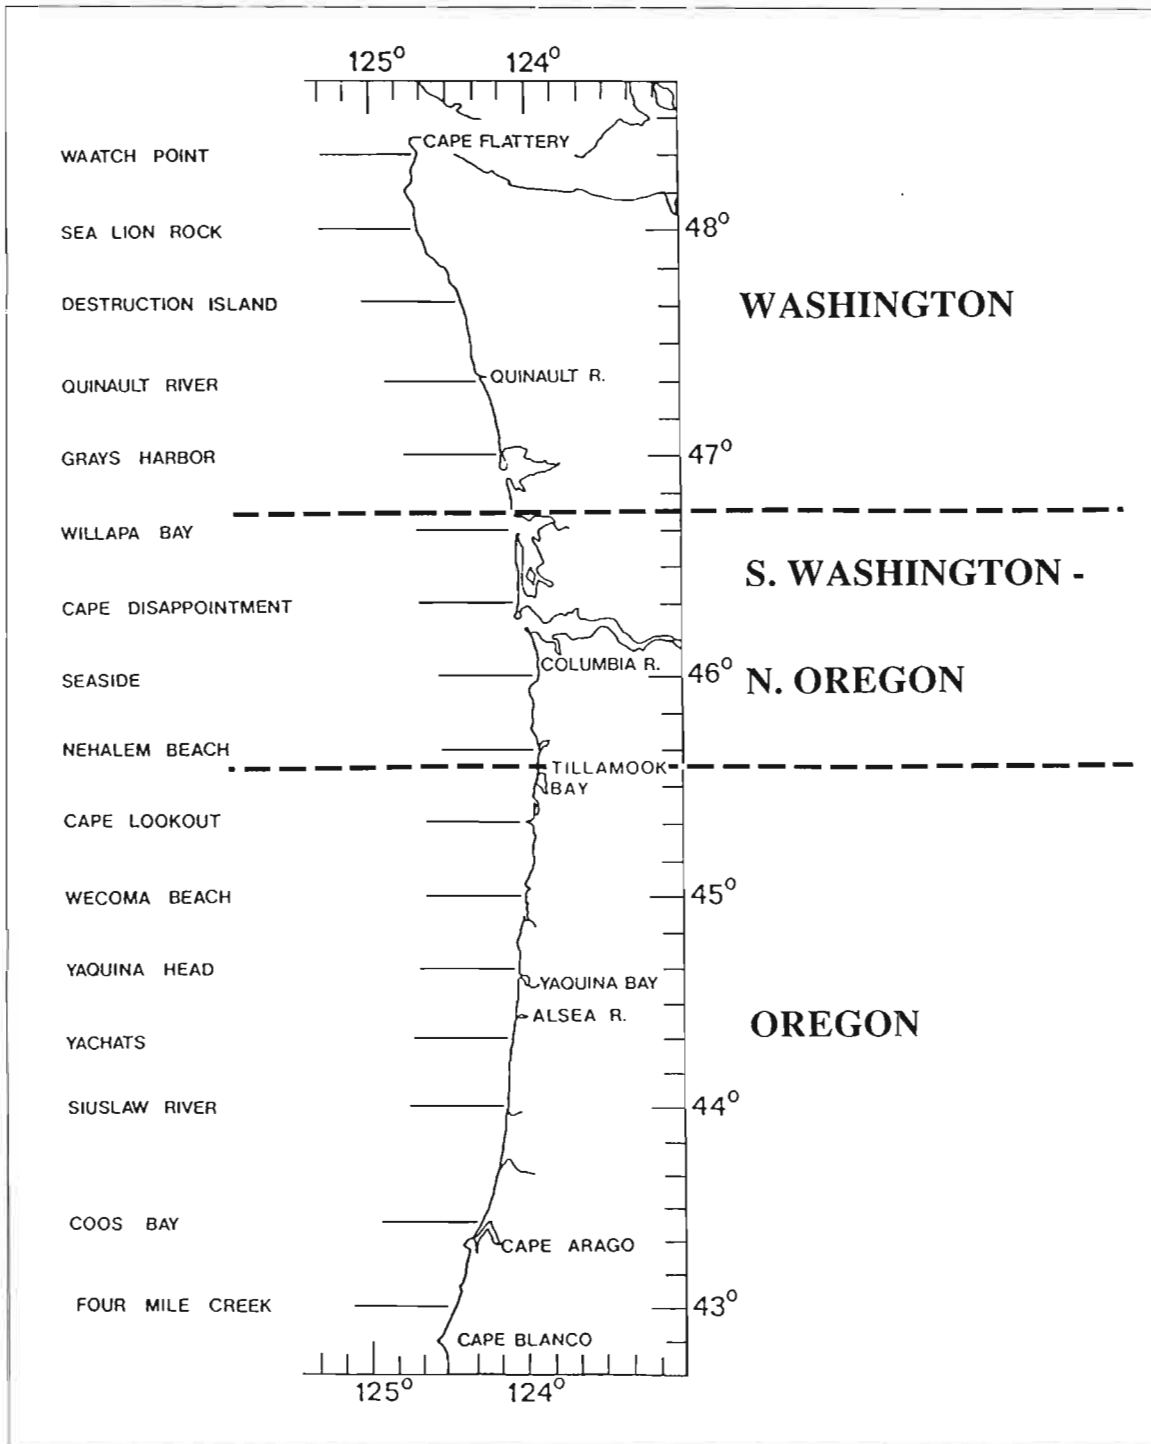 125° 124°
CAPE FLATTERY
WAATCH POINT
48°
SEA LION ROCK
DESTRUCTION ISLAND
WASHINGTON
QUINAULT R.
QUINAULT RIVER
47°
GRAYS HARBOR
WILLAPA BAY
S. WASHINGTON -
CAPE DISAPPOINTMENT
COLUMBIA R.
46°
N. OREGON
SEASIDE
NEHALEM BEACH
TILLAMOOK
BAY
CAPE LOOKOUT
45°
WECOMA BEACH
YAQUINA HEAD
YAQUINA BAY
ALSEA R.
OREGON
YACHATS
44°
SIUSLAW RIVER
COOS BAY
CAPE ARAGO
43°
FOUR MILE CREEK
CAPE BLANCO
125° 124°